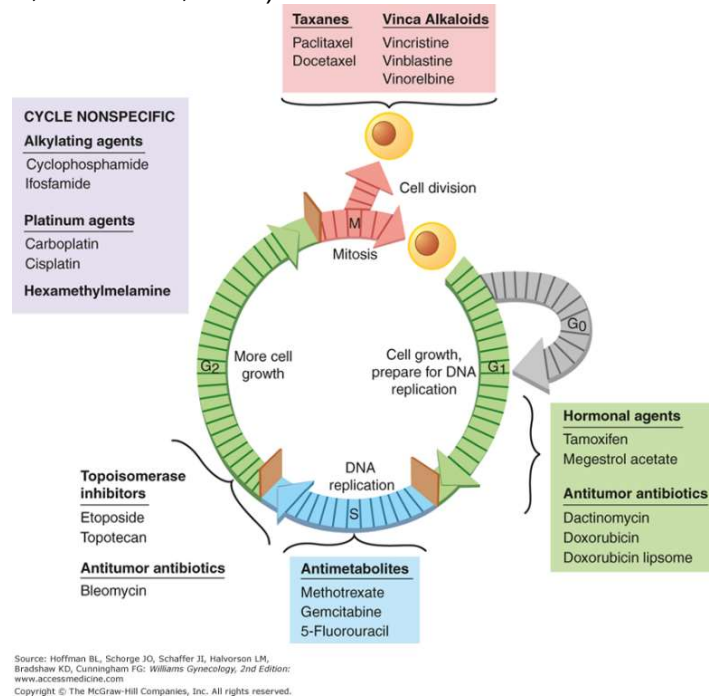 Taxanes
Paclitaxel
Docetaxel
Vinca Alkaloids
Vincristine
Vinblastine
Vinorelbine
CYCLE NONSPECIFIC
Alkylating agents
Cyclophosphamide
Ifosfamide
Platinum agents
Carboplatin
Cisplatin
Hexamethylmelamine
Cell division
M
Mitosis
G0
G2
More cell
growth
Cell growth,
prepare for DNA
replication
G1
Hormonal agents
Tamoxifen
Megestrol acetate
Antitumor antibiotics
Dactinomycin
Doxorubicin
Doxorubicin lipsome
DNA
replication
S
Topoisomerase
inhibitors
Etoposide
Topotecan
Antitumor antibiotics
Bleomycin
Antimetabolites
Methotrexate
Gemcitabine
5-Fluorouracil
Source: Hoffman BL, Schorge JO, Schaffer JI, Halvorson LM,
Bradshaw KD, Cunningham FG: Williams Gynecology, 2nd Edition:
www.accessmedicine.com
Copyright © The McGraw-Hill Companies, Inc. All rights reserved.